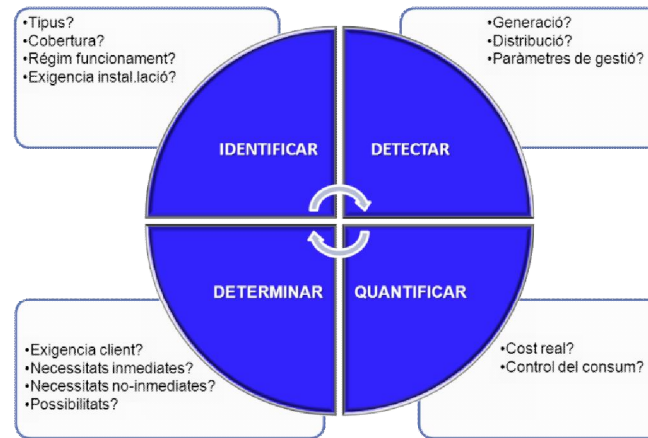 •Tipus?
•Cobertura?
•Régim funcionament?
•Exigencia instal.lació?
•Generació?
•Distribució?
•Paràmetres de gestió?
IDENTIFICAR
DETECTAR
DETERMINAR
QUANTIFICAR
•Exigencia client?
•Necessitats inmediates?
•Necessitats no-inmediates?
•Possibilitats?
•Cost real?
•Control del consum?